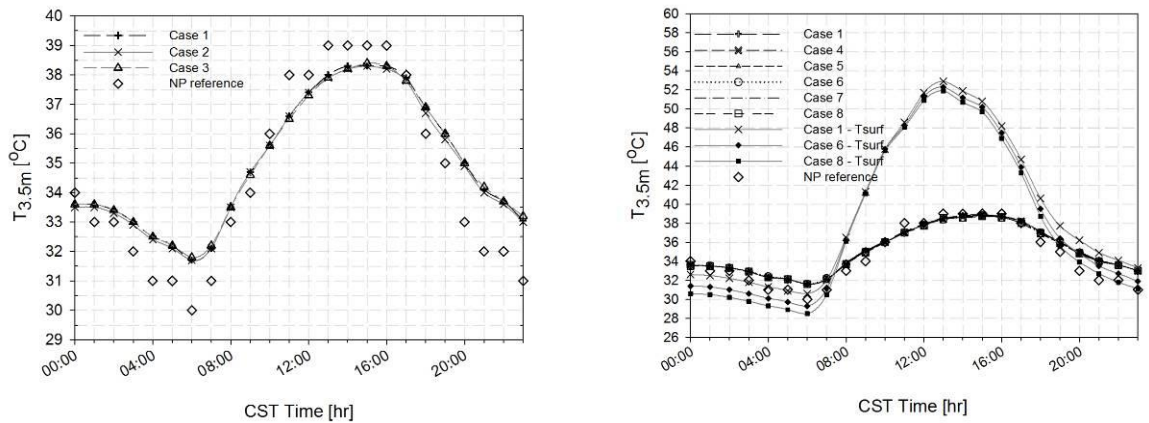 40
39
38
37
36
35
34
33
32
31
30
29
T3.5m [oC]
Case 1
Case 2
Case 3
NP reference
00:00
04:00
08:00
12:00
16:00
20:00
CST Time [hr]
60
58
56
54
52
50
48
46
44
42
40
38
36
34
32
30
28
26
T3.5m [oC]
Case 1
Case 4
Case 5
Case 6
Case 7
Case 8
Case 1 - Tsurf
Case 6 - Tsurf
Case 8 - Tsurf
NP reference
00:00
04:00
08:00
12:00
16:00
20:00
CST Time [hr]